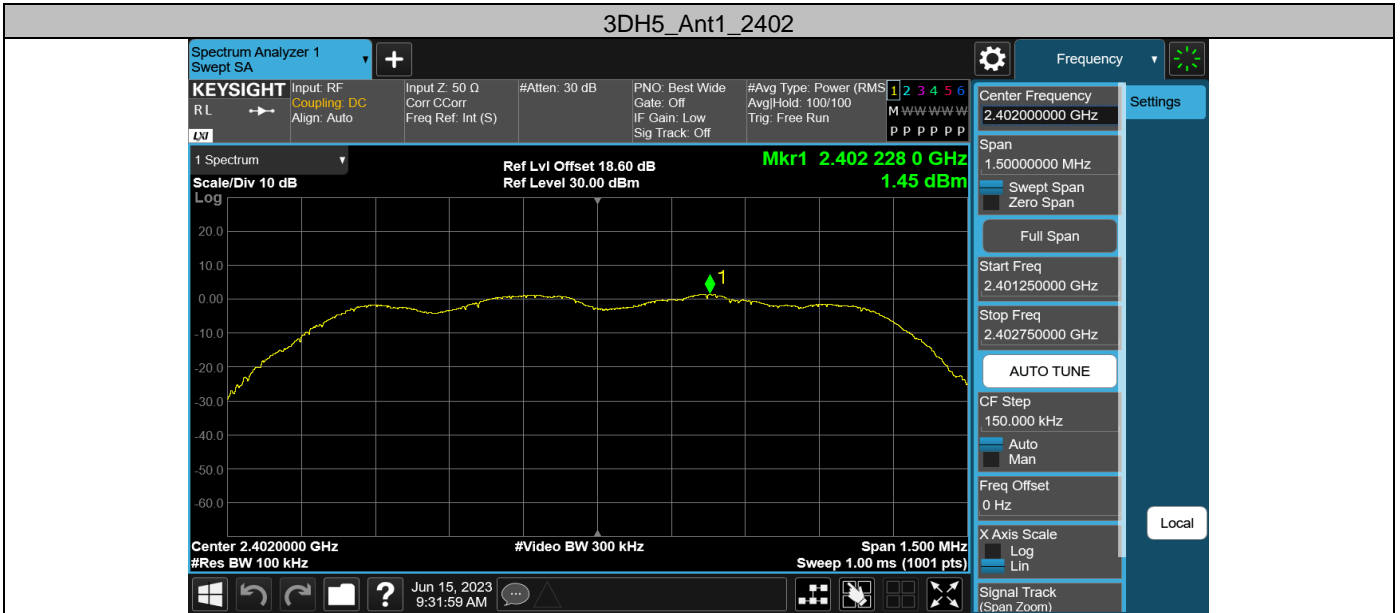 3DH5_Ant1_2402
Spectrum Analyzer 1
Swept SA
Frequency
KEYSIGHT
RL
LXI
Input: RF
Coupling: DC
Align: Auto
Input Z: 50 Ω
Corr CCorr
Freq Ref: Int (S)
#Atten: 30 dB
PNO: Best Wide
Gate: Off
IF Gain: Low
Sig Track: Off
#Avg Type: Power (RMS
Avg|Hold: 100/100
Trig: Free Run
1 2 3 4 5 6
M W W W W W
P P P P P P
1 Spectrum
Scale/Div 10 dB
Log
Ref Lvl Offset 18.60 dB
Ref Level 30.00 dBm
Mkr1 2.402 228 0 GHz
1.45 dBm
20.0
10.0
0.00
-10.0
-20.0
-30.0
-40.0
-50.0
-60.0
1
Center 2.4020000 GHz
#Res BW 100 kHz
#Video BW 300 kHz
Span 1.500 MHz
Sweep 1.00 ms (1001 pts)
Center Frequency
2.402000000 GHz
Span
1.50000000 MHz
Swept Span
Zero Span
Full Span
Start Freq
2.401250000 GHz
Stop Freq
2.402750000 GHz
AUTO TUNE
CF Step
150.000 kHz
Auto
Man
Freq Offset
0 Hz
X Axis Scale
Log
Lin
Signal Track
(Span Zoom)
Settings
Local
?
Jun 15, 2023
9:31:59 AM